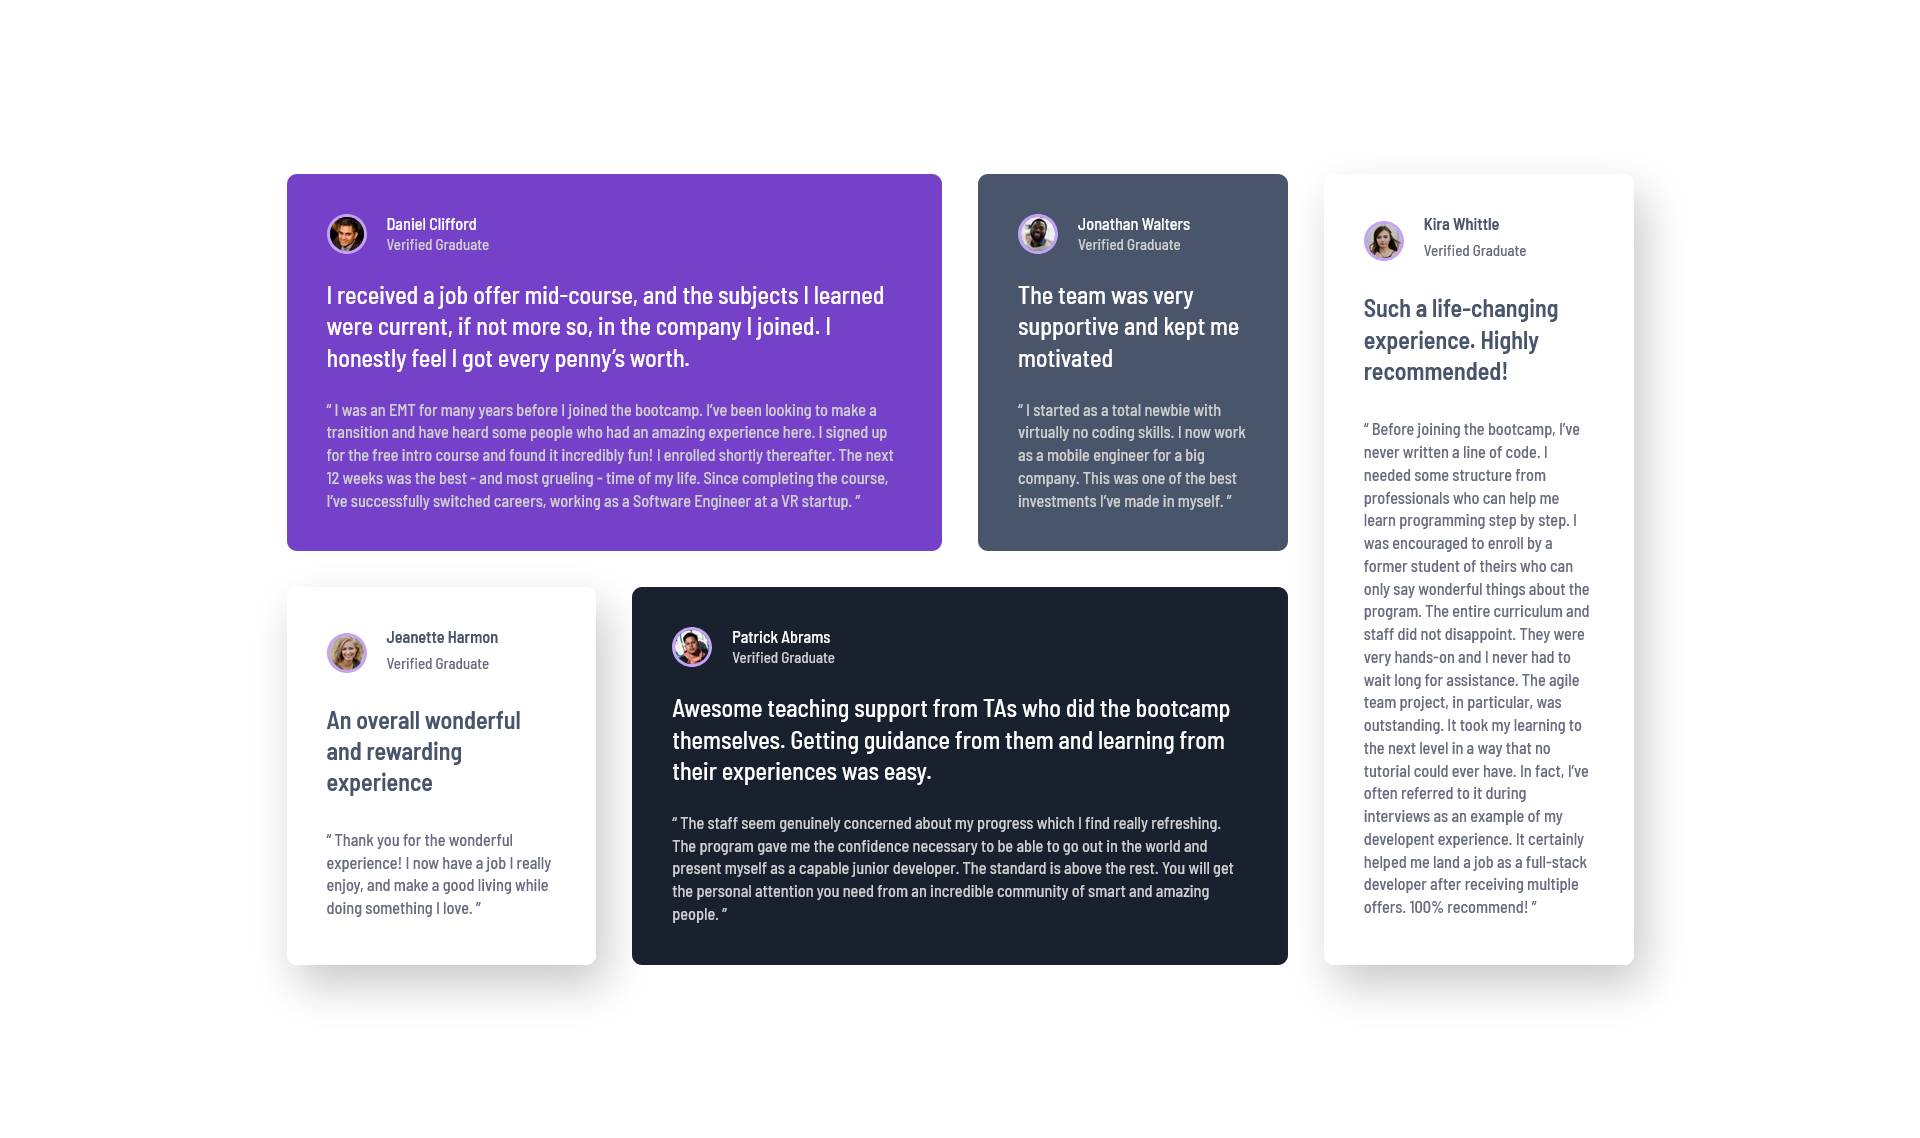 Daniel Clifford
Verified Graduate
I received a job offer mid-course, and the subjects I learned
were current, if not more so, in the company I joined. I
honestly feel I got every penny’s worth.
“ I was an EMT for many years before I joined the bootcamp. I’ve been looking to make a
transition and have heard some people who had an amazing experience here. I signed up
for the free intro course and found it incredibly fun! I enrolled shortly thereafter. The next
12 weeks was the best - and most grueling - time of my life. Since completing the course,
I’ve successfully switched careers, working as a Software Engineer at a VR startup. ”
Jonathan Walters
Verified Graduate
The team was very
supportive and kept me
motivated
“ I started as a total newbie with
virtually no coding skills. I now work
as a mobile engineer for a big
company. This was one of the best
investments I’ve made in myself. ”
Kira Whittle
Verified Graduate
Such a life-changing
experience. Highly
recommended!
“ Before joining the bootcamp, I’ve
never written a line of code. I
needed some structure from
professionals who can help me
learn programming step by step. I
was encouraged to enroll by a
former student of theirs who can
only say wonderful things about the
program. The entire curriculum and
staff did not disappoint. They were
very hands-on and I never had to
wait long for assistance. The agile
team project, in particular, was
outstanding. It took my learning to
the next level in a way that no
tutorial could ever have. In fact, I’ve
often referred to it during
interviews as an example of my
developent experience. It certainly
helped me land a job as a full-stack
developer after receiving multiple
offers. 100% recommend! ”
Jeanette Harmon
Verified Graduate
An overall wonderful
and rewarding
experience
“ Thank you for the wonderful
experience! I now have a job I really
enjoy, and make a good living while
doing something I love. ”
Patrick Abrams
Verified Graduate
Awesome teaching support from TAs who did the bootcamp
themselves. Getting guidance from them and learning from
their experiences was easy.
“ The staff seem genuinely concerned about my progress which I find really refreshing.
The program gave me the confidence necessary to be able to go out in the world and
present myself as a capable junior developer. The standard is above the rest. You will get
the personal attention you need from an incredible community of smart and amazing
people. ”